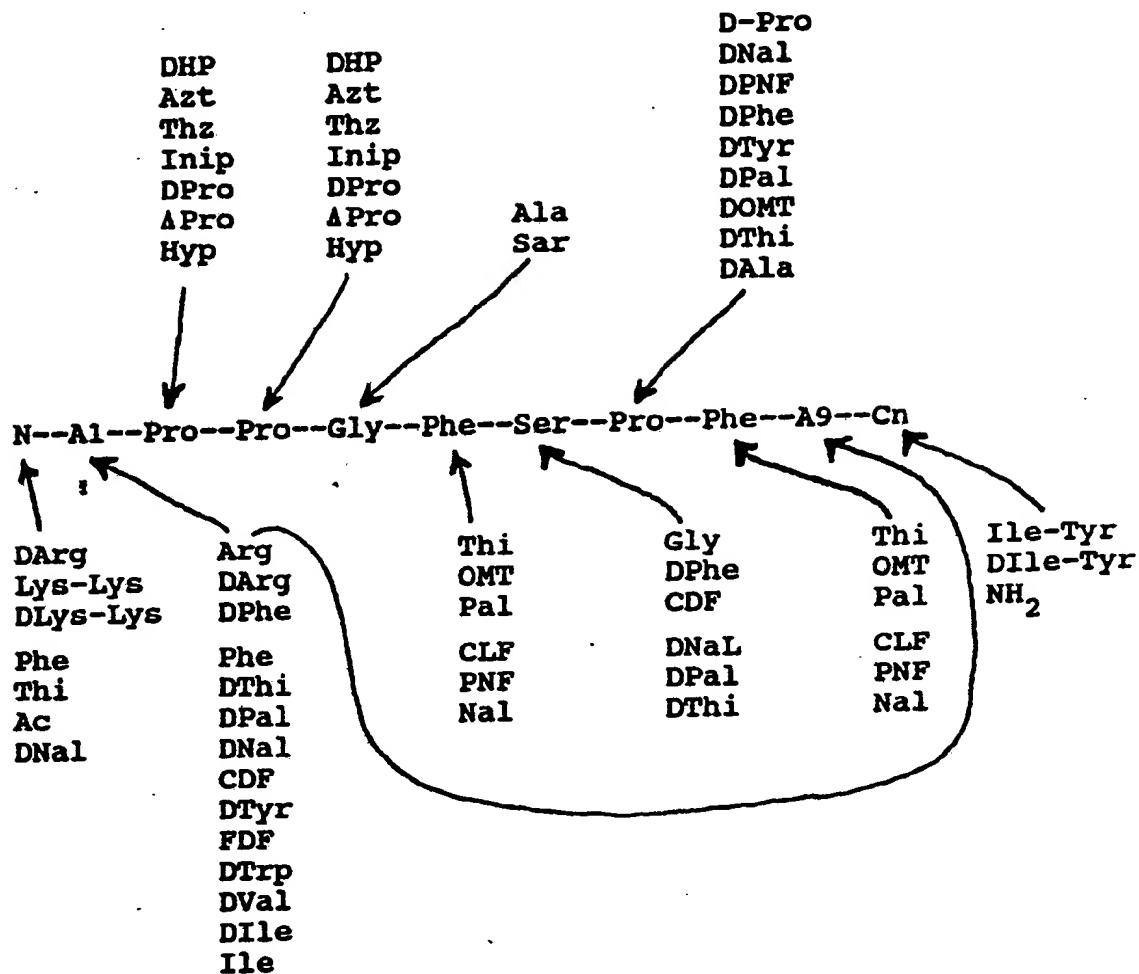 D-Pro
DNal
DPNF
DPhe
DTyr
DPal
DOMT
DThi
DAla
DHP
Azt
Thz
Inip
DPro
ΔPro
Hyp
DHP
Azt
Thz
Inip
DPro
ΔPro
Hyp
Ala
Sar
N--A1--Pro--Pro--Gly--Phe--Ser--Pro--Phe--A9--Cn
DArg
Lys-Lys
DLys-Lys
Phe
Thi
Ac
DNal
Arg
DArg
DPhe
Phe
DThi
DPal
DNal
CDF
DTyr
FDF
DTrp
DVal
DIle
Ile
Thi
OMT
Pal
CLF
PNF
Nal
Gly
DPhe
CDF
DNaL
DPal
DThi
Thi
OMT
Pal
CLF
PNF
Nal
Ile-Tyr
DIle-Tyr
NH2